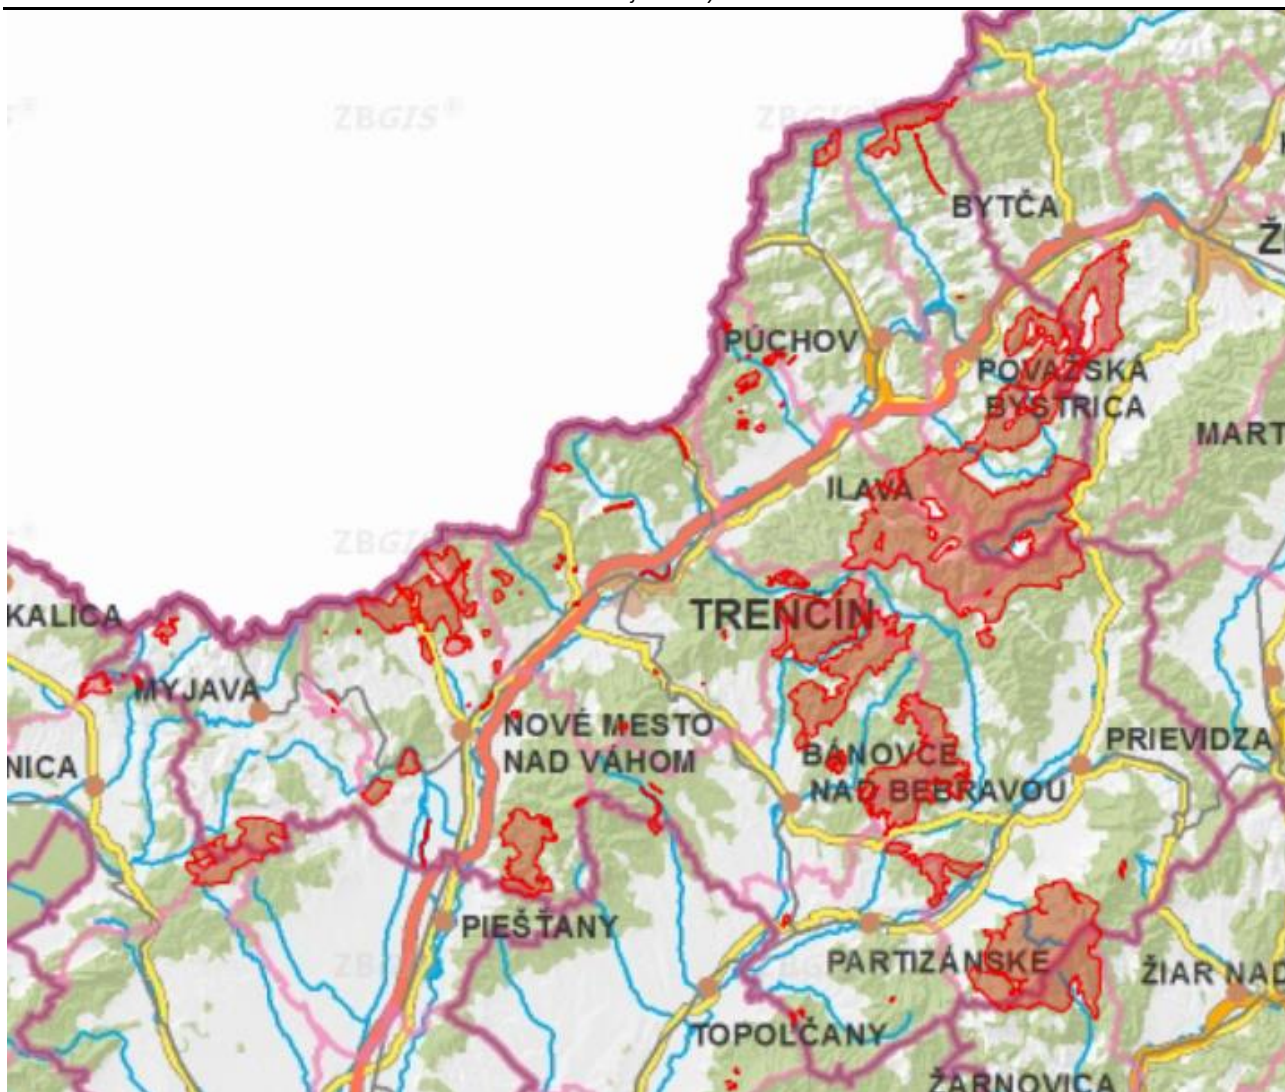 ZBGIS®
ZBGIS
BYTČA
Ž
PÚCHOV
POVAŽSKÁ
BYSTRICA
MART
ILAVA
ZBGIS
KALICA
TRENČÍN
MYJAVA
NOVÉ MESTO
NAD VÁHOM
PRIEVIDZA
NICA
BÁNOVCE
NAD BEBRAVOU
PIEŠŤANY
PARTIZÁNSKE
ŽIAR NAD
TOPOĽČANY
ŽARNOVICA